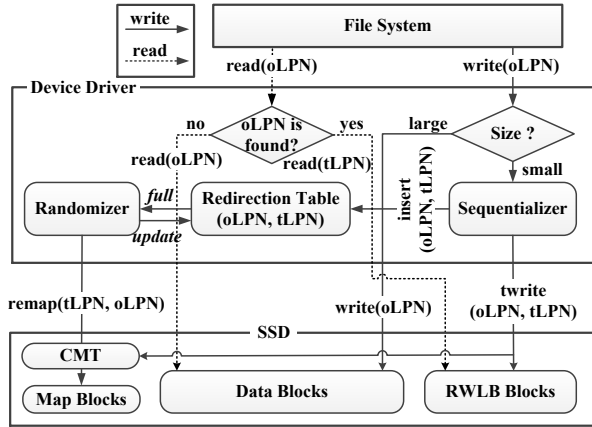 write
read
File System
read(oLPN)
write(oLPN)
Device Driver
no
oLPN is
found?
yes
large
Size ?
read(oLPN)
read(tLPN)
small
Randomizer
full
update
Redirection Table
(oLPN, tLPN)
insert
(oLPN, tLPN)
Sequentializer
remap(tLPN, oLPN)
write(oLPN)
twrite
(oLPN, tLPN)
SSD
CMT
Map Blocks
Data Blocks
RWLB Blocks